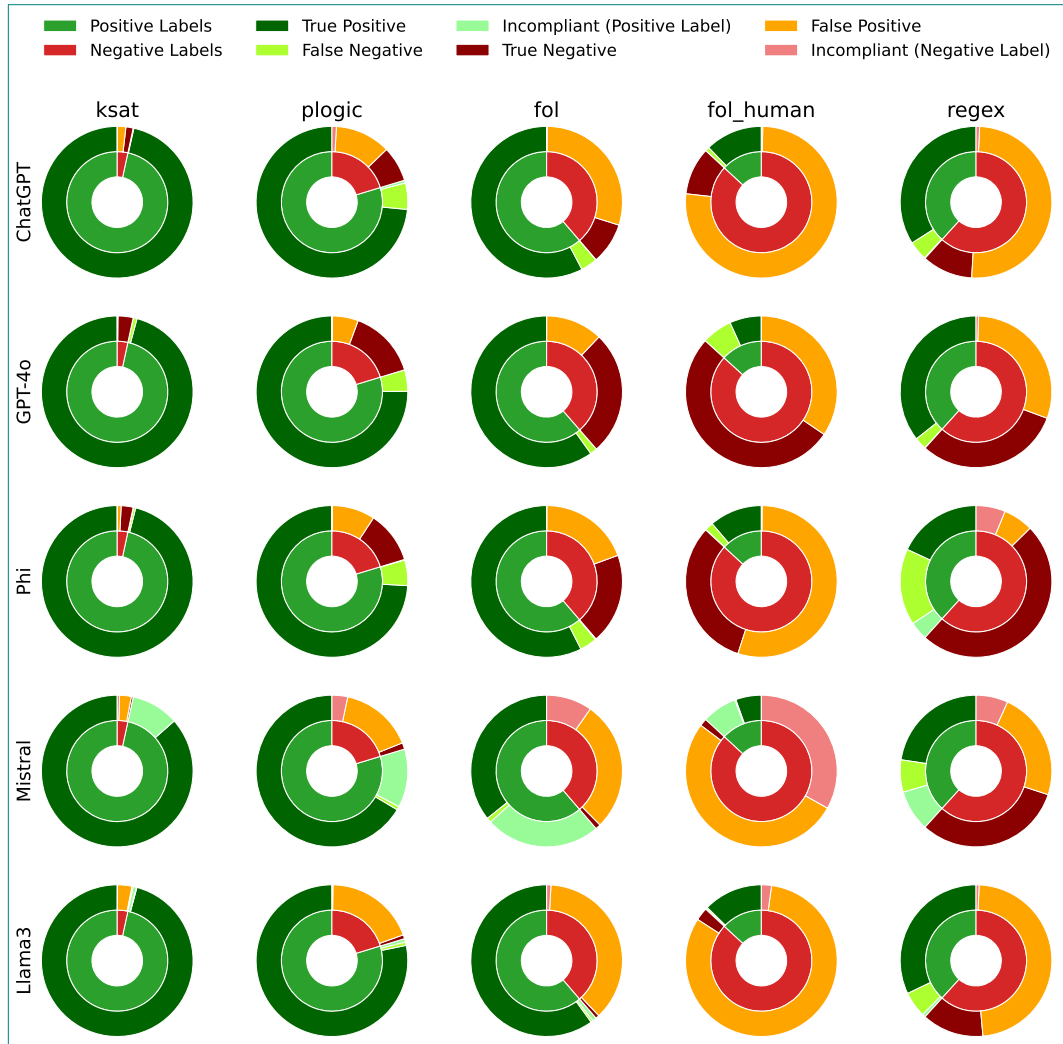 Positive Labels True Positive Incompliant (Positive Label) False Positive
Negative Labels False Negative True Negative Incompliant (Negative Label)
ksat plogic fol fol_human regex
ChatGPT
GPT-4o
Phi
Mistral
Llama3